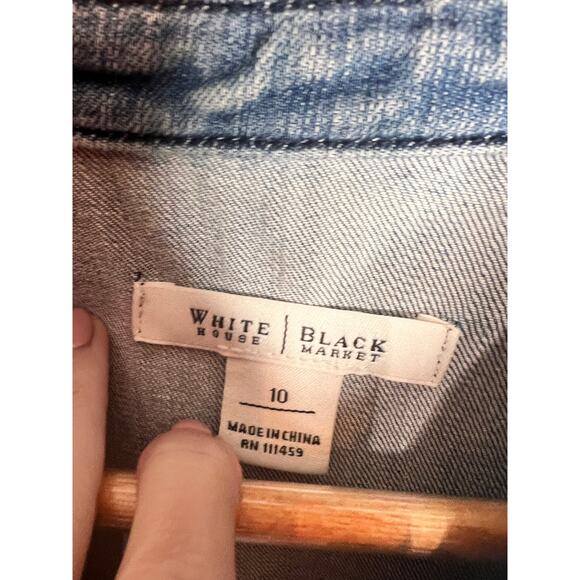 WHITE HOUSE | BLACK MARKET
10
MADE IN CHINA
RN 111459